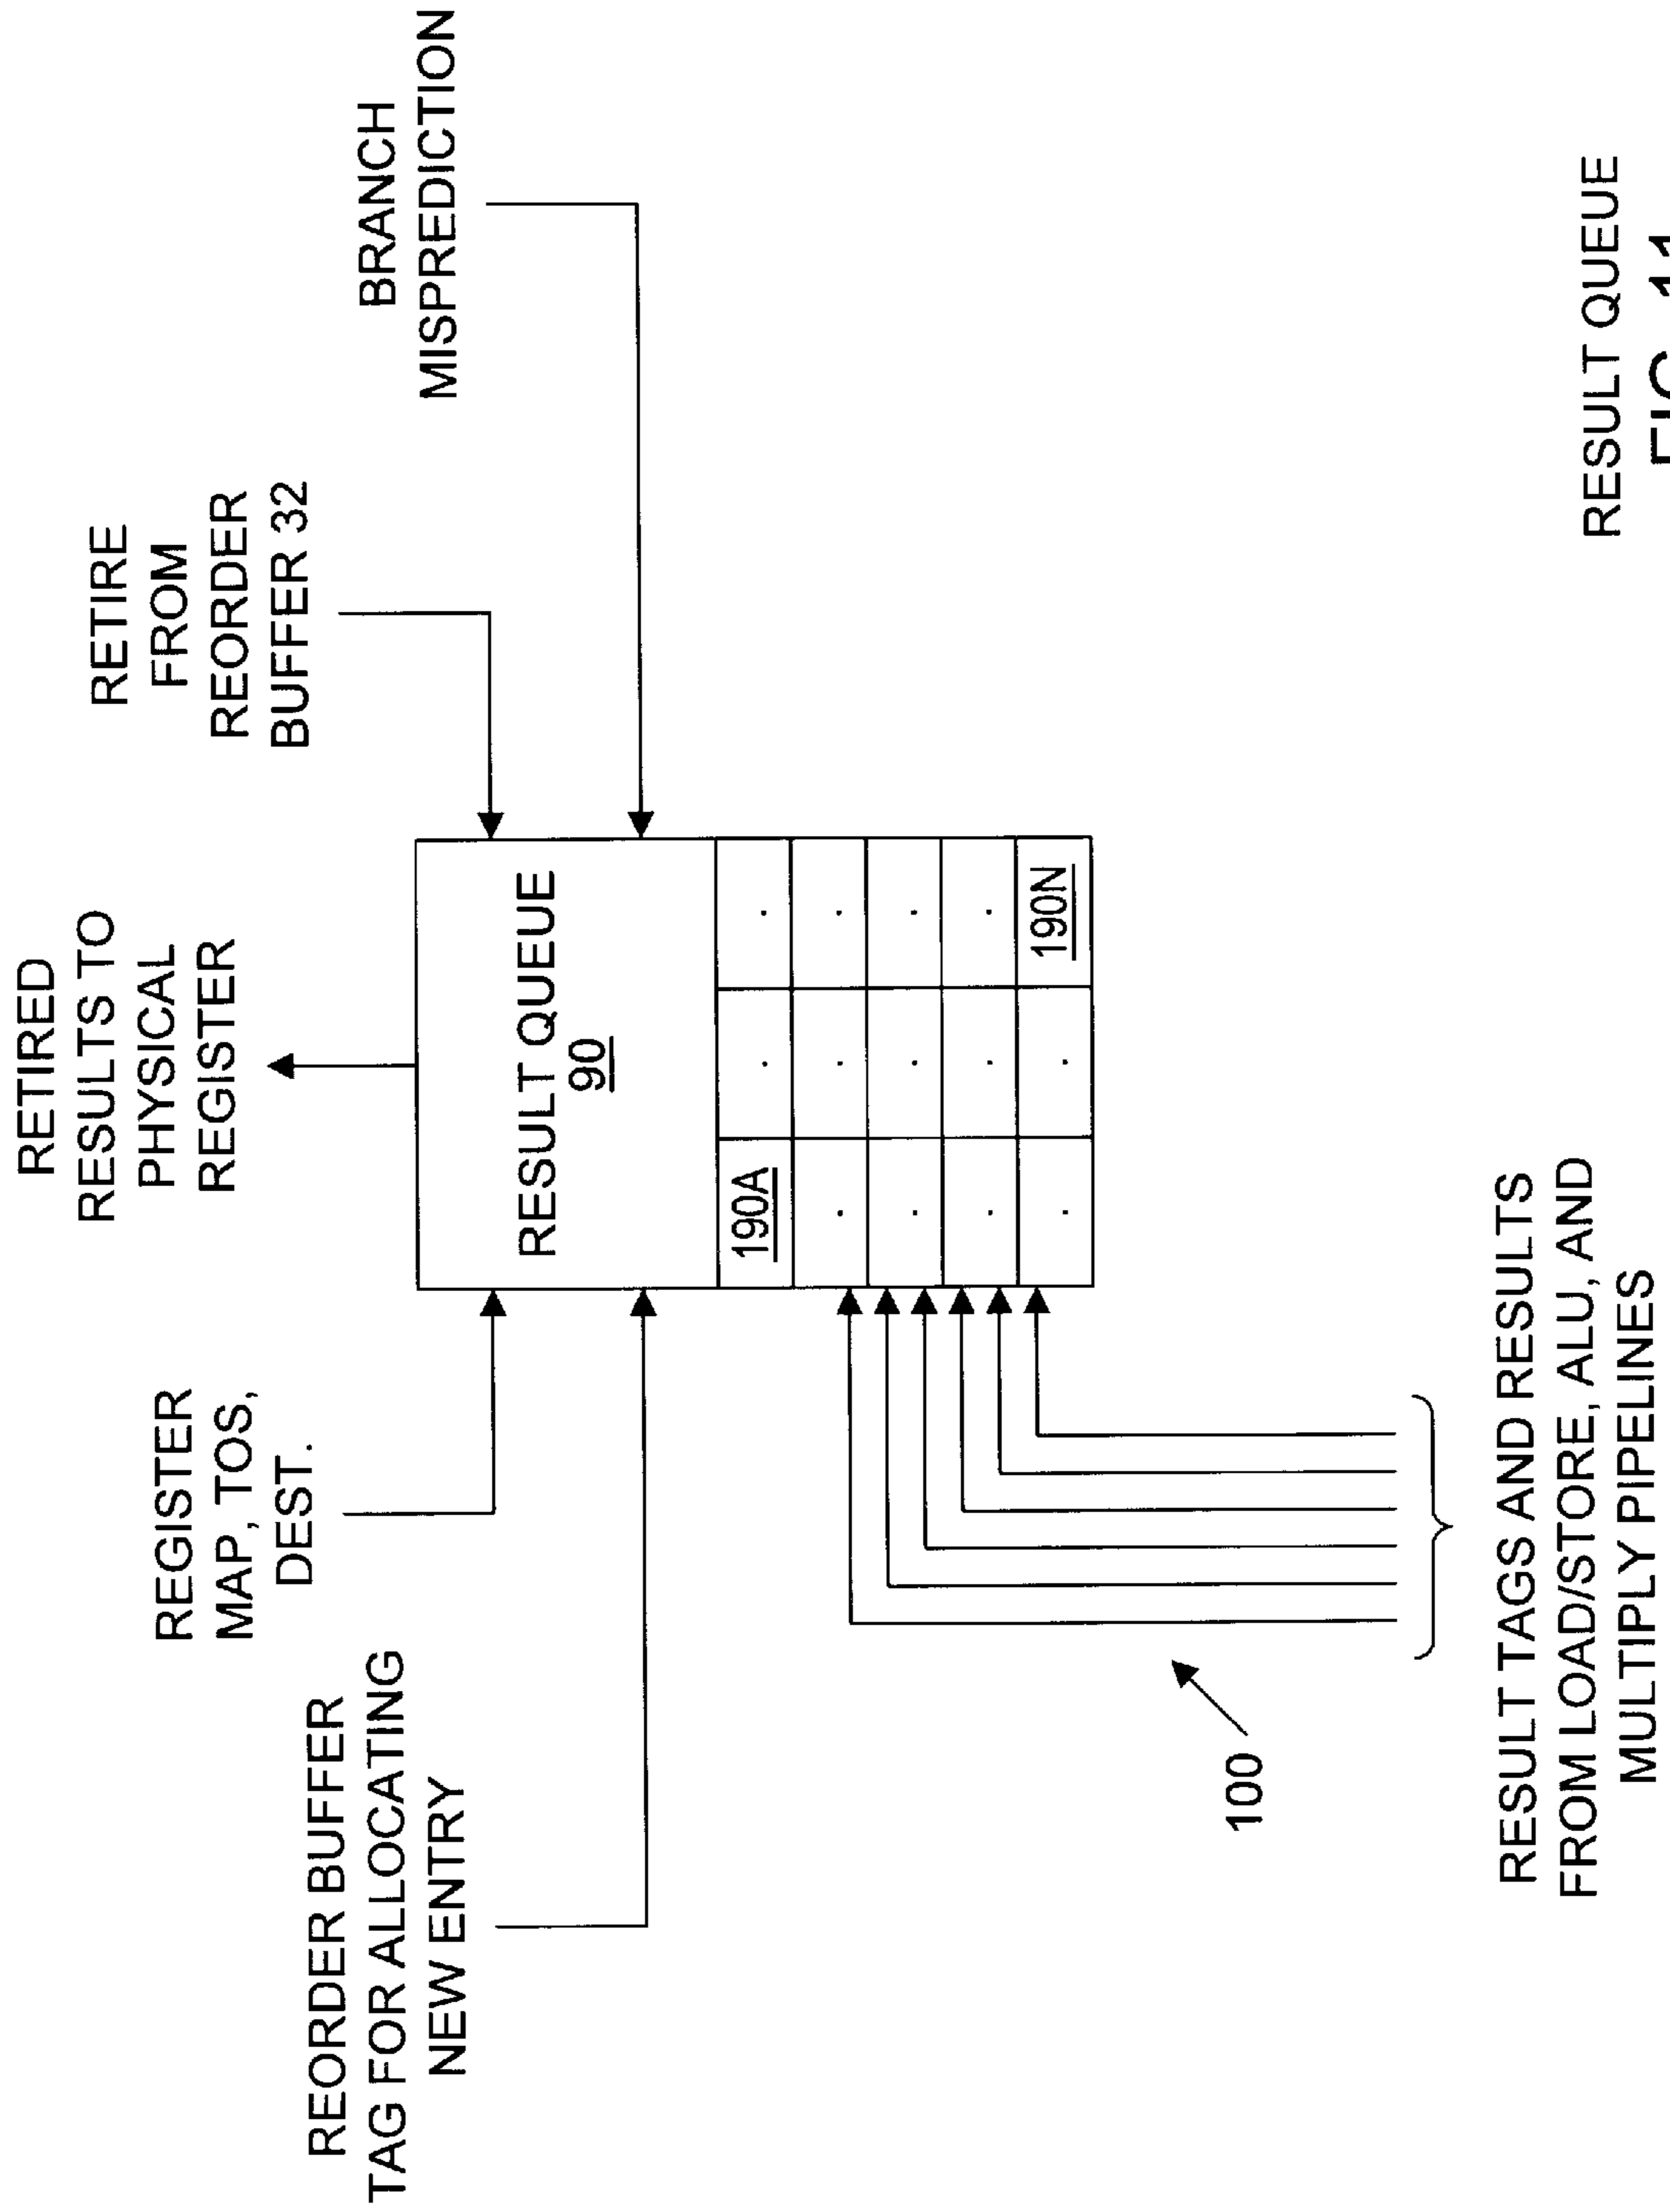 RETIRED
RESULTS TO
PHYSICAL
REGISTER
REGISTER
MAP, TOS,
DEST.
RETIRE
FROM
REORDER
BUFFER 32
REORDER BUFFER
TAG FOR ALLOCATING
NEW ENTRY
BRANCH
MISPREDICTION
RESULT QUEUE
90
190A
190N
100
RESULT TAGS AND RESULTS
FROM LOAD/STORE, ALU, AND
MULTIPLY PIPELINES
RESULT QUEUE
FIG. 11